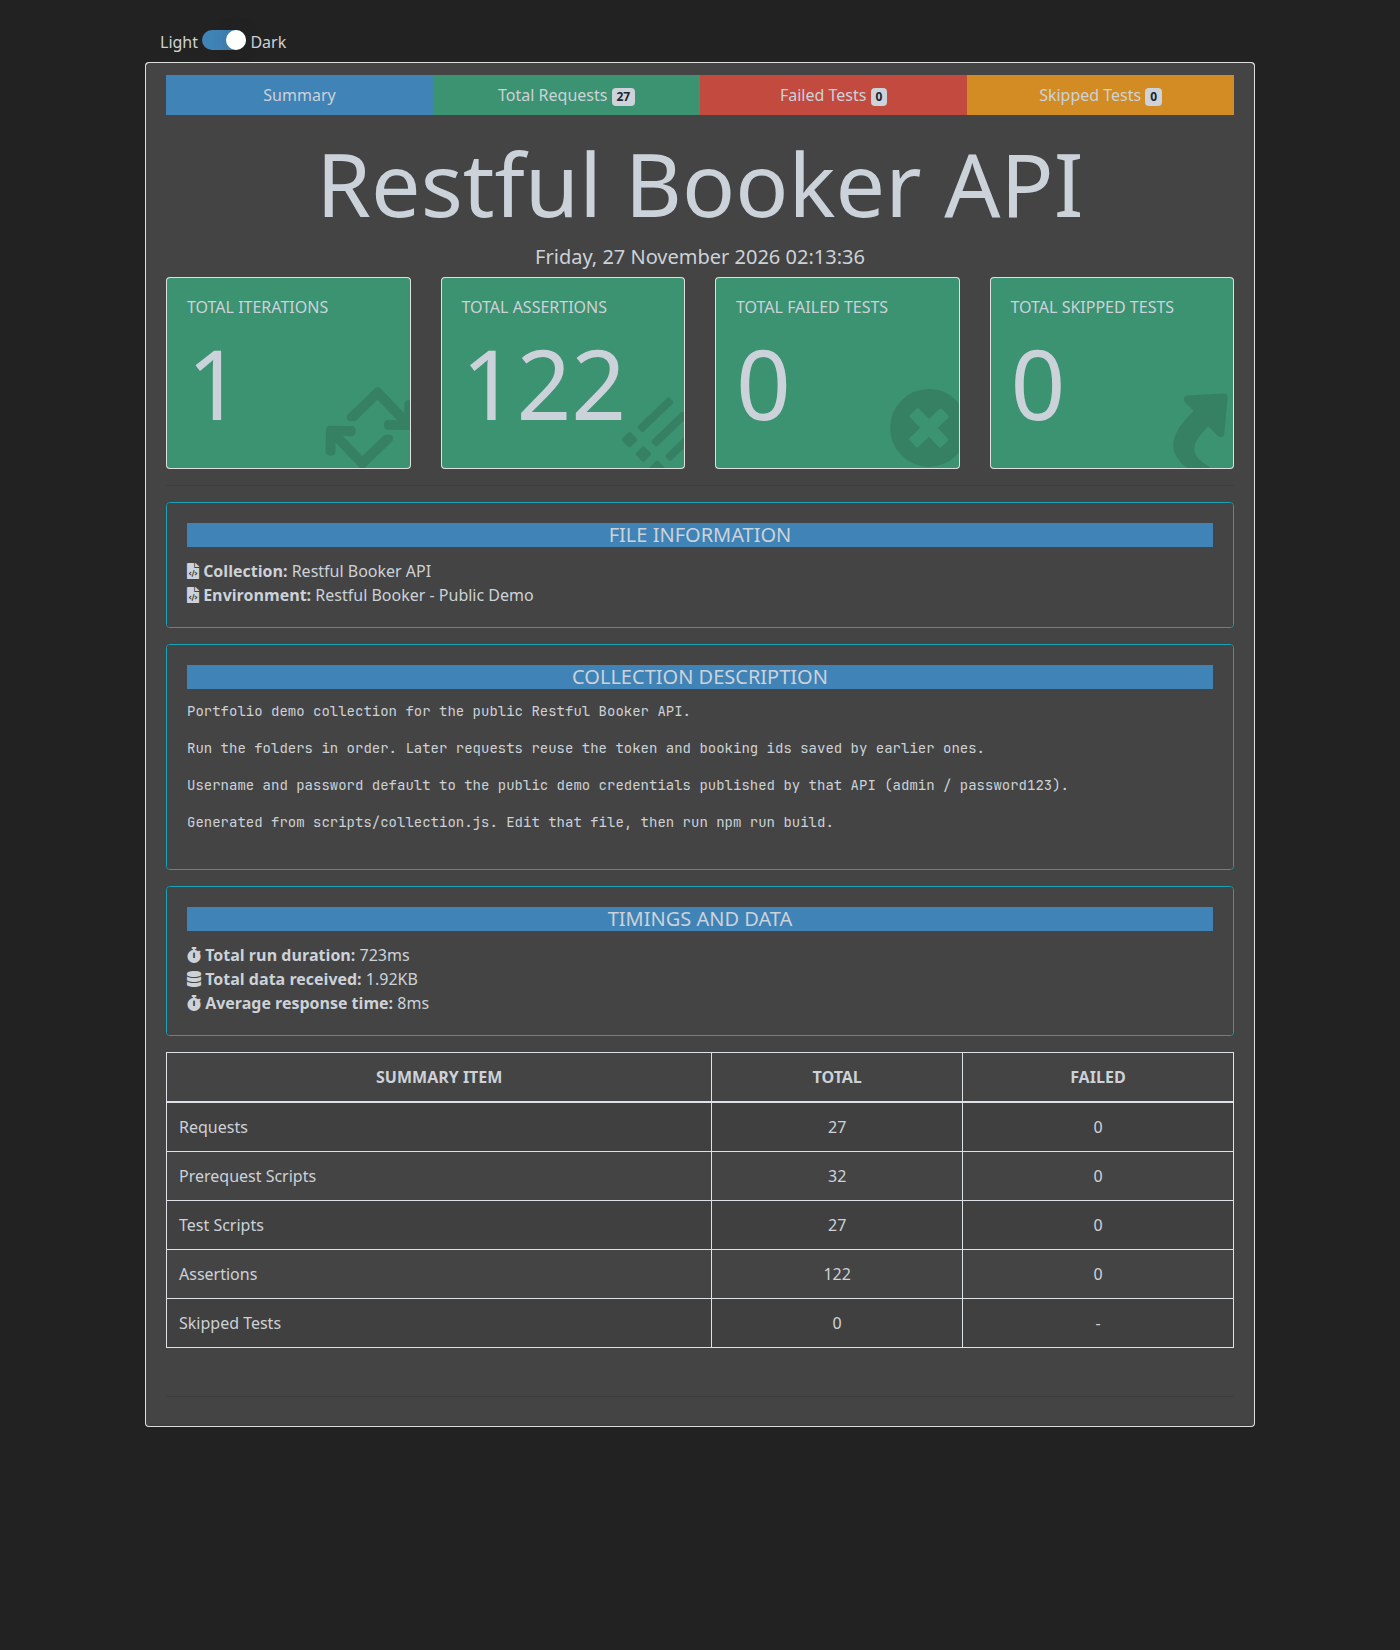 Light Dark
Summary Total Requests 27 Failed Tests 0 Skipped Tests 0
Restful Booker API
Friday, 27 November 2026 02:13:36
TOTAL ITERATIONS TOTAL ASSERTIONS TOTAL FAILED TESTS TOTAL SKIPPED TESTS
1 122 0 0
FILE INFORMATION
Collection: Restful Booker API
Environment: Restful Booker - Public Demo
COLLECTION DESCRIPTION
Portfolio demo collection for the public Restful Booker API.
Run the folders in order. Later requests reuse the token and booking ids saved by earlier ones.
Username and password default to the public demo credentials published by that API (admin / password123).
Generated from scripts/collection.js. Edit that file, then run npm run build.
TIMINGS AND DATA
Total run duration: 723ms
Total data received: 1.92KB
Average response time: 8ms
SUMMARY ITEM TOTAL FAILED
Requests 27 0
Prerequest Scripts 32 0
Test Scripts 27 0
Assertions 122 0
Skipped Tests 0 -